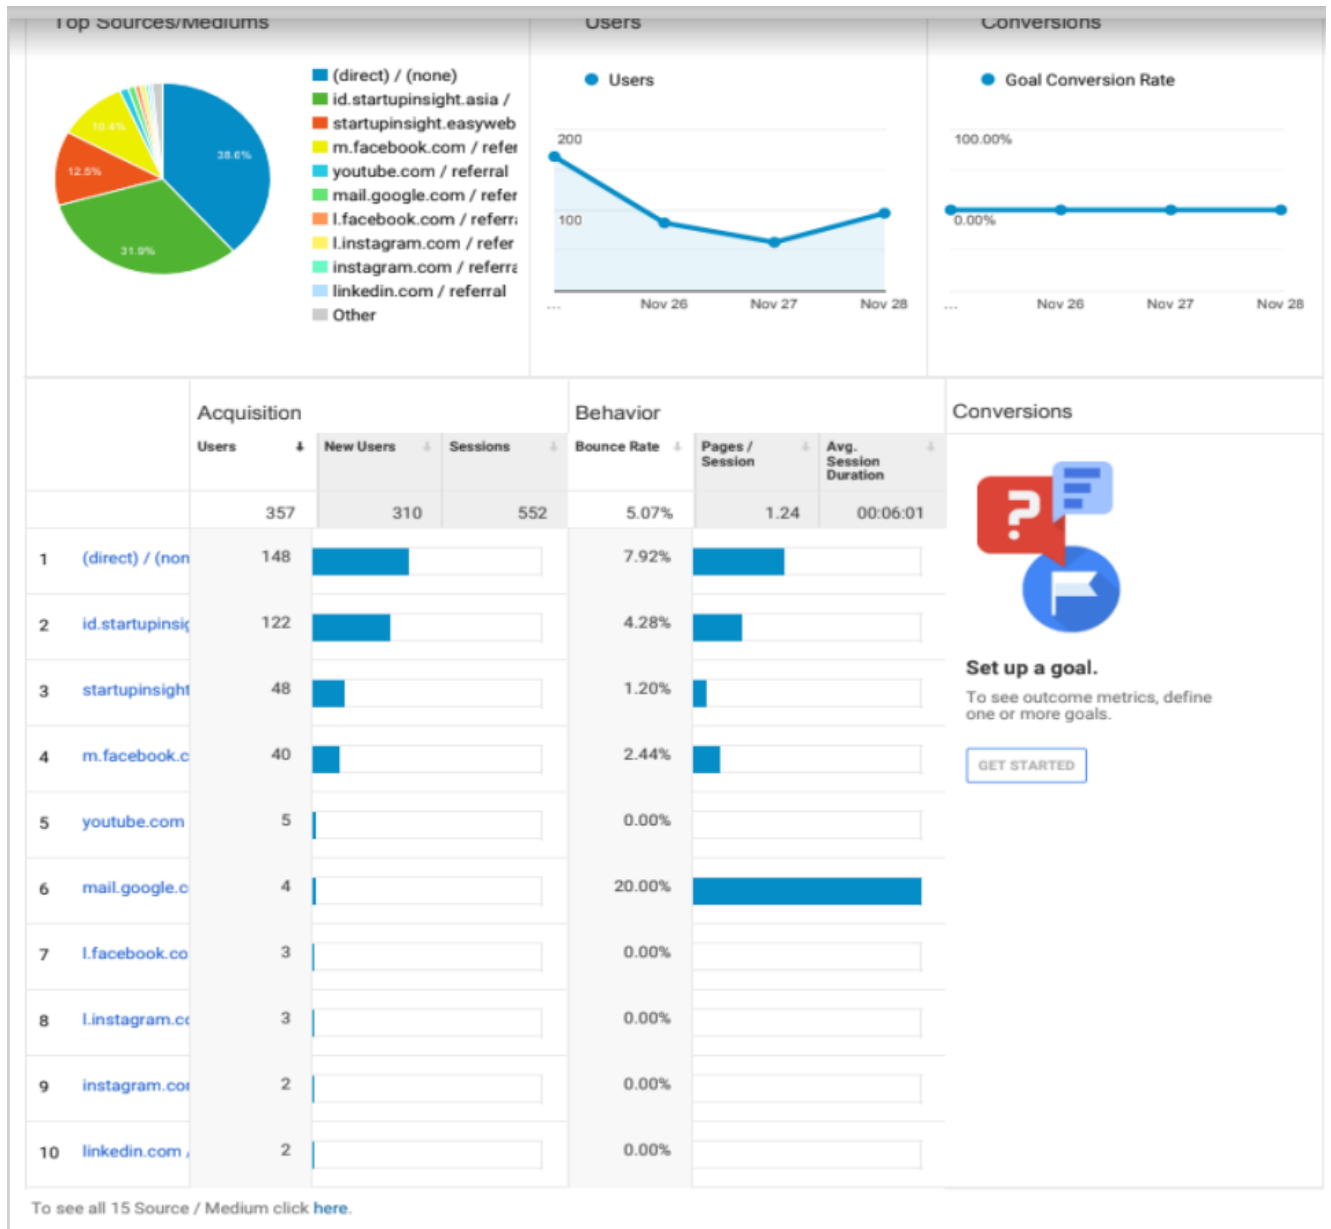 Top Sources/Mediums
Users
Conversions
(direct) / (none)
id.startupinsight.asia /
startupinsight.easyweb
m.facebook.com / refer
youtube.com / referral
mail.google.com / refer
l.facebook.com / referra
l.instagram.com / refer
instagram.com / referra
linkedin.com / referral
Other
38.6%
31.9%
12.5%
10.4%
Users
200
100
...
Nov 26
Nov 27
Nov 28
Goal Conversion Rate
100.00%
0.00%
...
Nov 26
Nov 27
Nov 28
Acquisition
Behavior
Conversions
Users
New Users
Sessions
Bounce Rate
Pages /
Session
Avg.
Session
Duration
357 310 552 5.07% 1.24 00:06:01
1 (direct) / (non 148 7.92%
2 id.startupinsig 122 4.28%
3 startupinsight 48 1.20%
4 m.facebook.c 40 2.44%
5 youtube.com 5 0.00%
6 mail.google.c 4 20.00%
7 l.facebook.co 3 0.00%
8 l.instagram.co 3 0.00%
9 instagram.com 2 0.00%
10 linkedin.com / 2 0.00%
Set up a goal.
To see outcome metrics, define
one or more goals.
GET STARTED
To see all 15 Source / Medium click here.